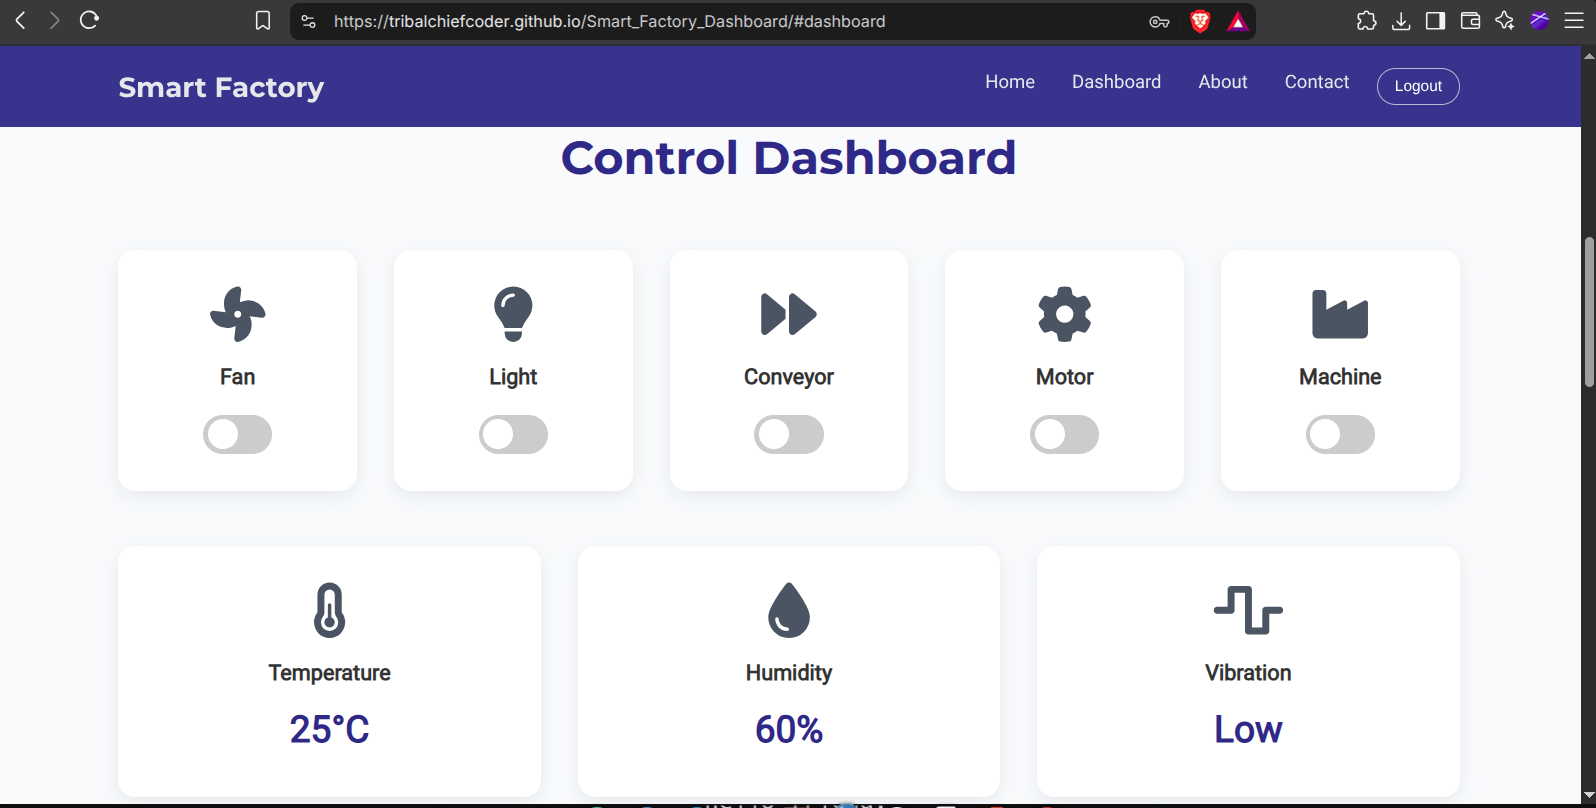 https://tribalchiefcoder.github.io/Smart_Factory_Dashboard/#dashboard
Smart Factory
Home Dashboard About Contact Logout
Control Dashboard
Fan Light Conveyor Motor Machine
Temperature Humidity Vibration
25°C 60% Low